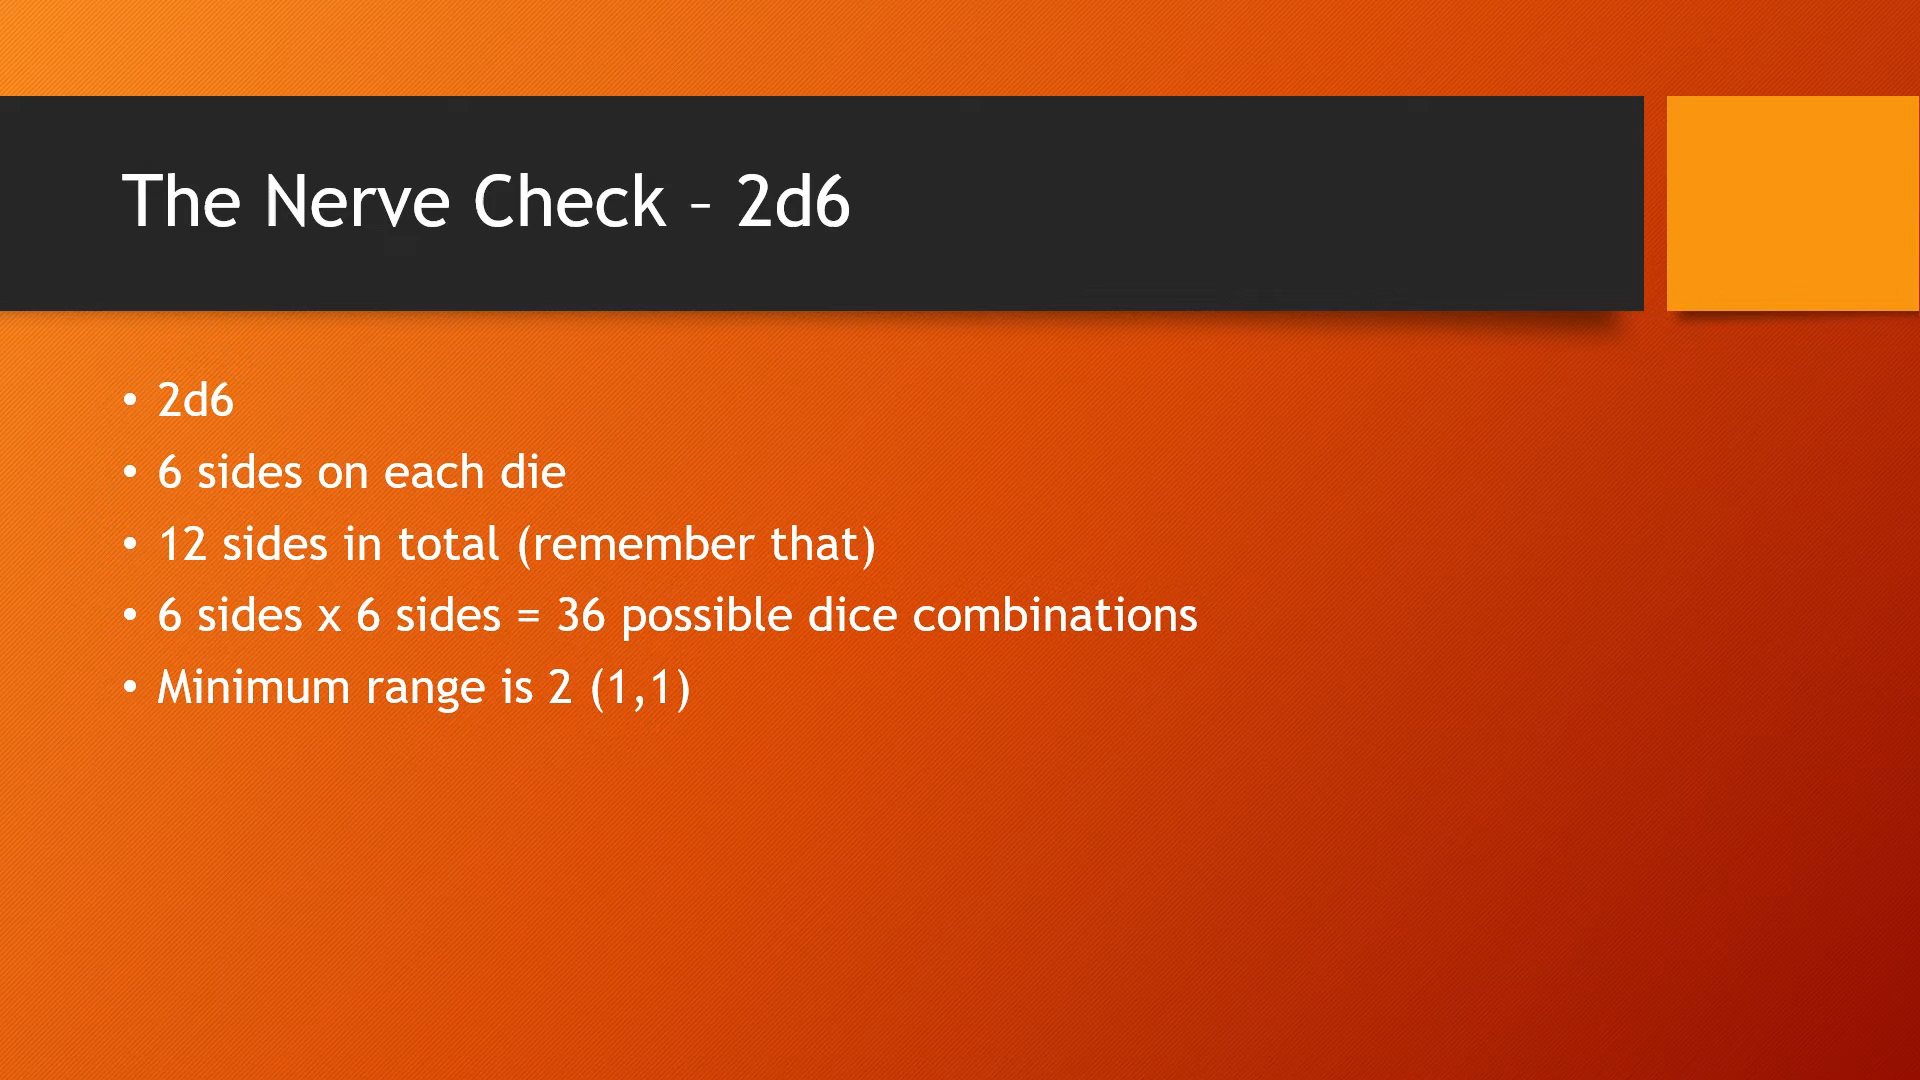 The Nerve Check – 2d6
• 2d6
• 6 sides on each die
• 12 sides in total (remember that)
• 6 sides x 6 sides = 36 possible dice combinations
• Minimum range is 2 (1,1)